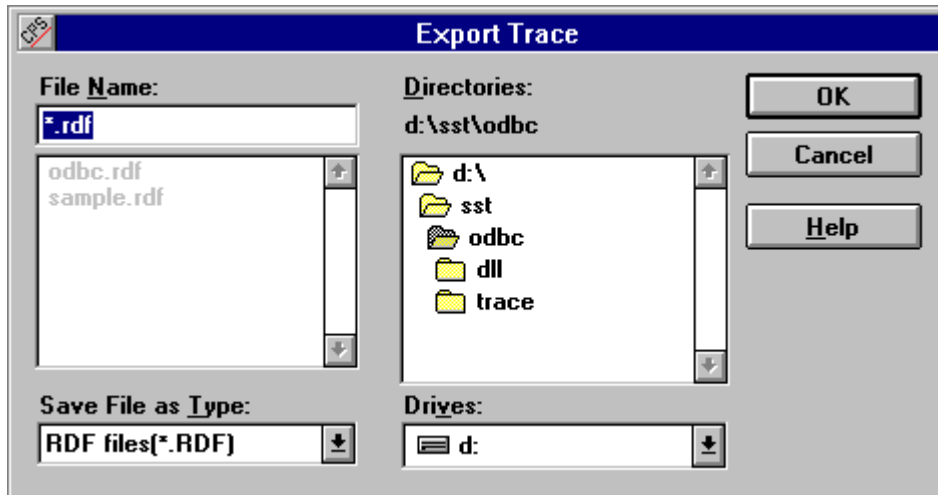 CPS
Export Trace
File Name:
*.rdf
odbc.rdf
sample.rdf
Save File as Type:
RDF files(*.RDF)
Directories:
d:\sst\odbc
d:\
sst
odbc
dll
trace
Drives:
d:
OK
Cancel
Help